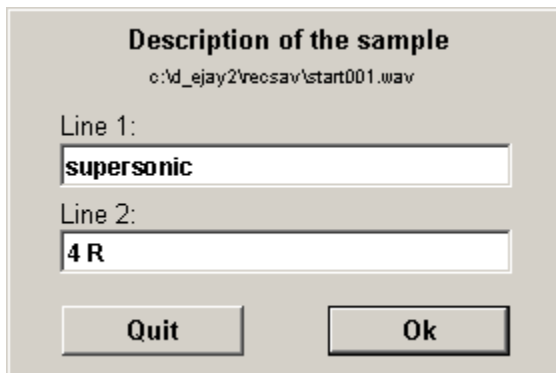 Description of the sample
c:\d_ejay2\recsav\start001.wav
Line 1:
supersonic
Line 2:
4 R
Quit
Ok